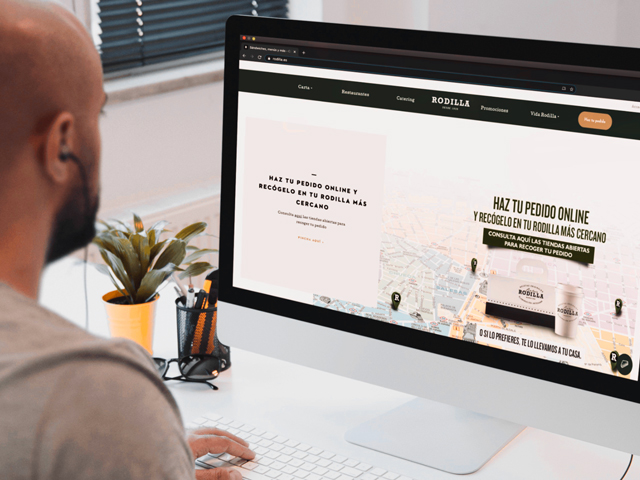 rodilla.es
Carta
Restaurantes
Catering
RODILLA
Promociones
Vida Rodilla
Haz tu pedido
HAZ TU PEDIDO ONLINE Y
RECÓGELO EN TU RODILLA MÁS
CERCANO
Consulta aquí las tiendas abiertas para
recoger tu pedido
HAZ TU PEDIDO ONLINE
Y RECÓGELO EN TU RODILLA MÁS CERCANO
CONSULTA AQUÍ LAS TIENDAS ABIERTAS
PARA RECOGER TU PEDIDO
RODILLA
RODILLA
R
R
R
R
O SI LO PREFIERES, TE LO LLEVAMOS A TU CASA.